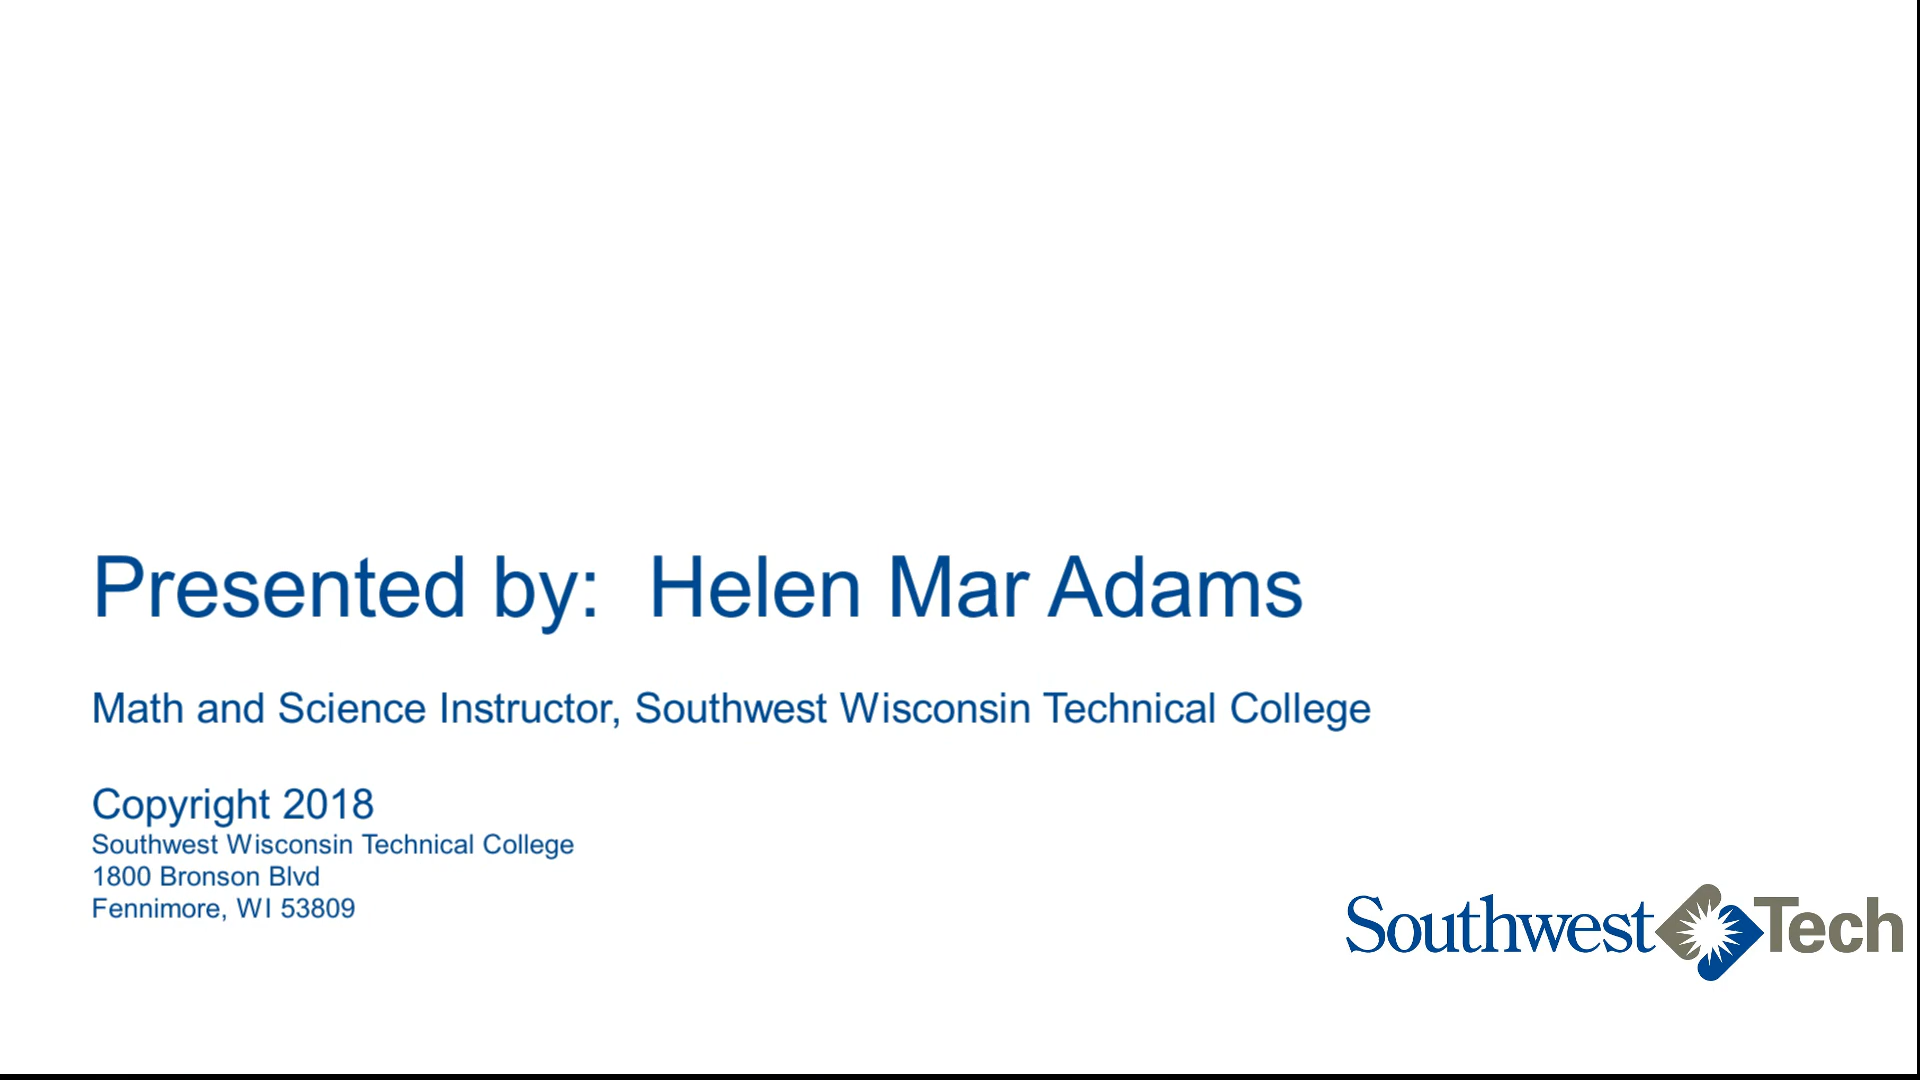 Presented by:  Helen Mar Adams
Math and Science Instructor, Southwest Wisconsin Technical College
Copyright 2018
Southwest Wisconsin Technical College
1800 Bronson Blvd
Fennimore, WI 53809
Southwest Tech